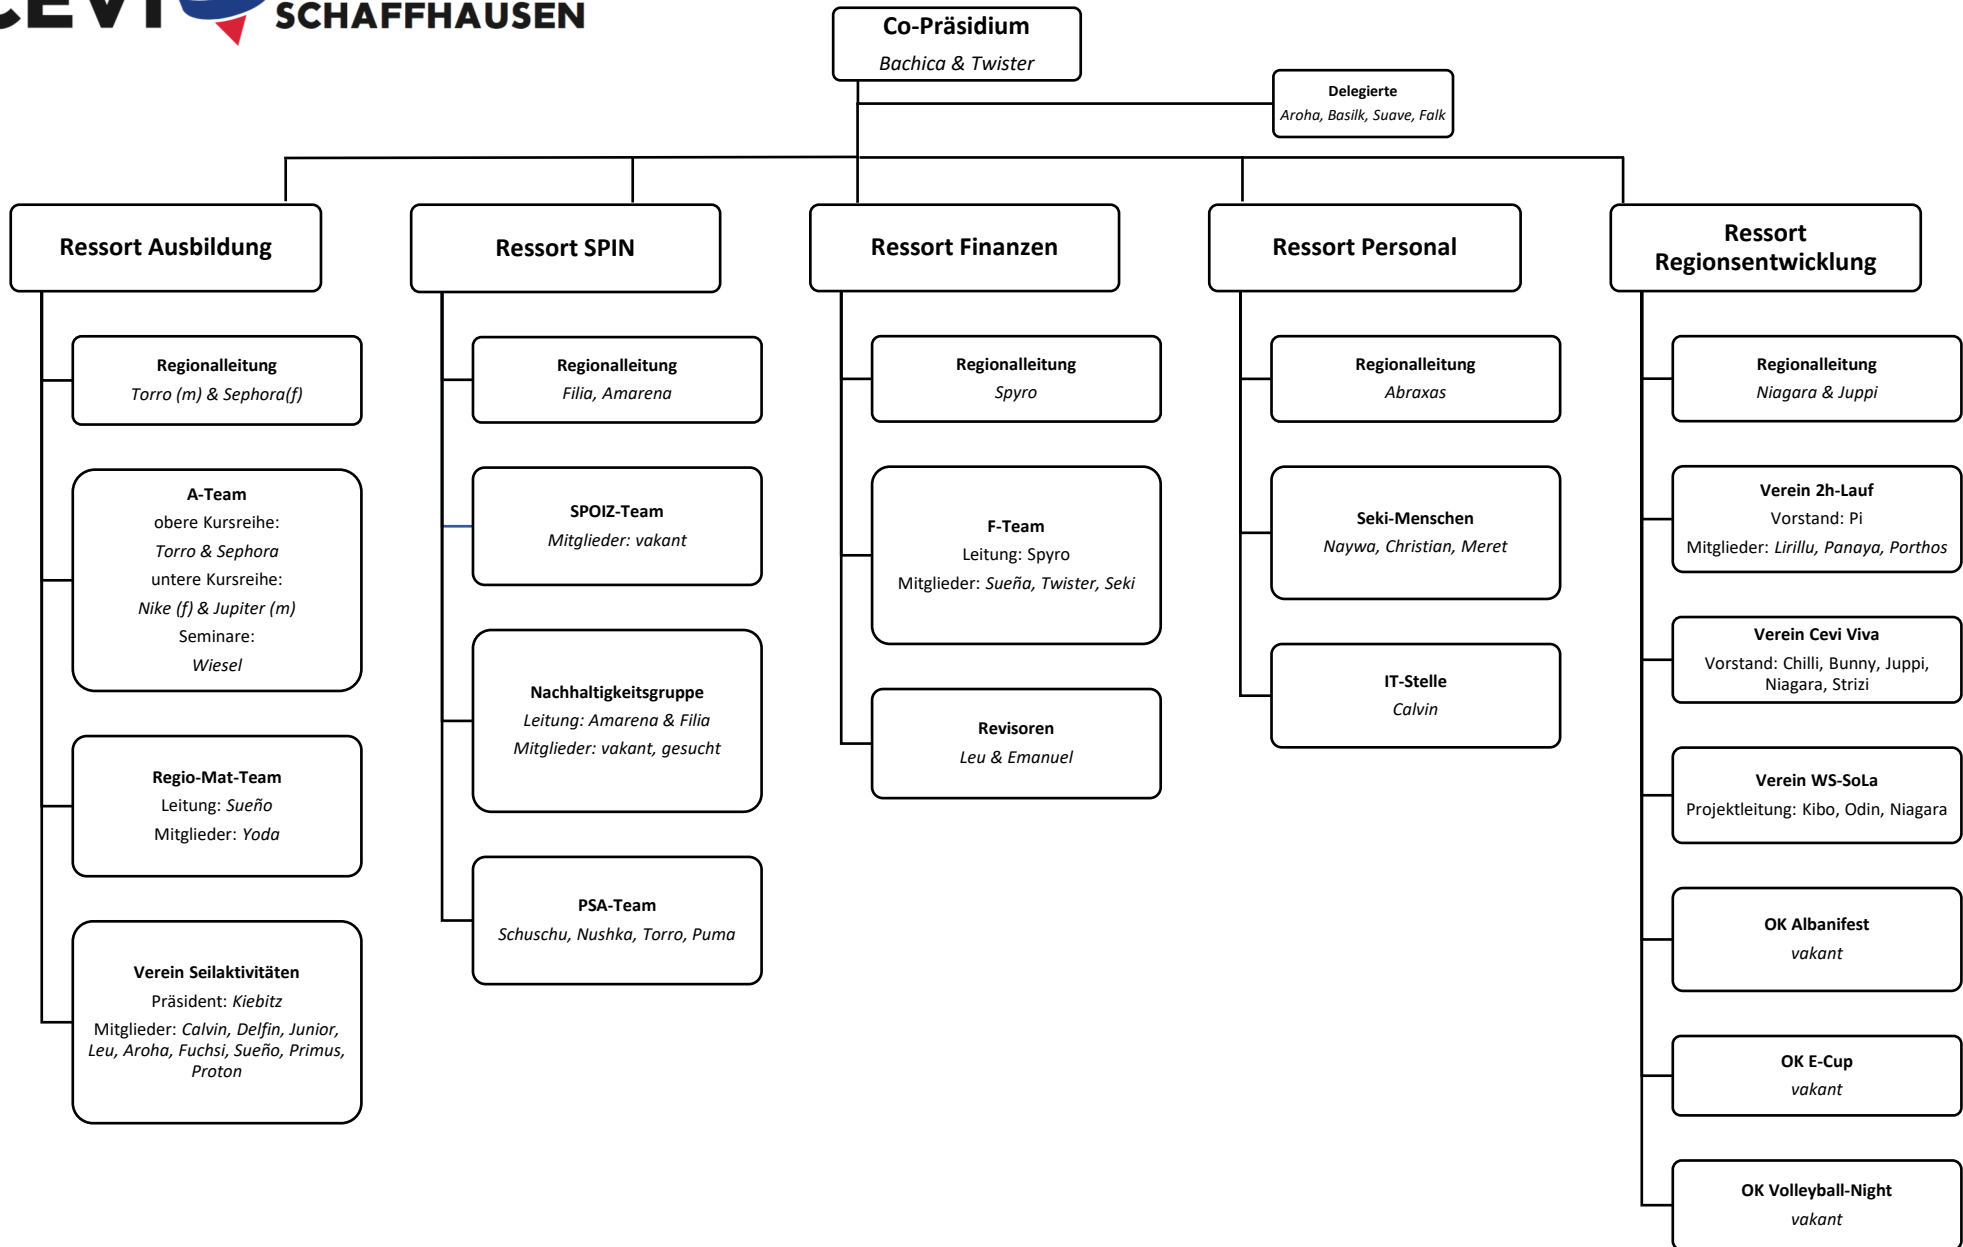 CEVI
SCHAFFHAUSEN
Co-Präsidium
Bachica & Twister
Delegierte
Aroha, Basilk, Suave, Falk
Ressort Ausbildung
Regionalleitung
Torro (m) & Sephora(f)
A-Team
obere Kursreihe:
Torro & Sephora
untere Kursreihe:
Nike (f) & Jupiter (m)
Seminare:
Wiesel
Regio-Mat-Team
Leitung: Sueño
Mitglieder: Yoda
Verein Seilaktivitäten
Präsident: Kiebitz
Mitglieder: Calvin, Delfin, Junior,
Leu, Aroha, Fuchsi, Sueño, Primus,
Proton
Ressort SPIN
Regionalleitung
Filia, Amarena
SPOIZ-Team
Mitglieder: vakant
Nachhaltigkeitsgruppe
Leitung: Amarena & Filia
Mitglieder: vakant, gesucht
PSA-Team
Schuschu, Nushka, Torro, Puma
Ressort Finanzen
Regionalleitung
Spyro
F-Team
Leitung: Spyro
Mitglieder: Sueña, Twister, Seki
Revisoren
Leu & Emanuel
Ressort Personal
Regionalleitung
Abraxas
Seki-Menschen
Naywa, Christian, Meret
IT-Stelle
Calvin
Ressort
Regionsentwicklung
Regionalleitung
Niagara & Juppi
Verein 2h-Lauf
Vorstand: Pi
Mitglieder: Lirillu, Panaya, Porthos
Verein Cevi Viva
Vorstand: Chilli, Bunny, Juppi,
Niagara, Strizi
Verein WS-SoLa
Projektleitung: Kibo, Odin, Niagara
OK Albanifest
vakant
OK E-Cup
vakant
OK Volleyball-Night
vakant